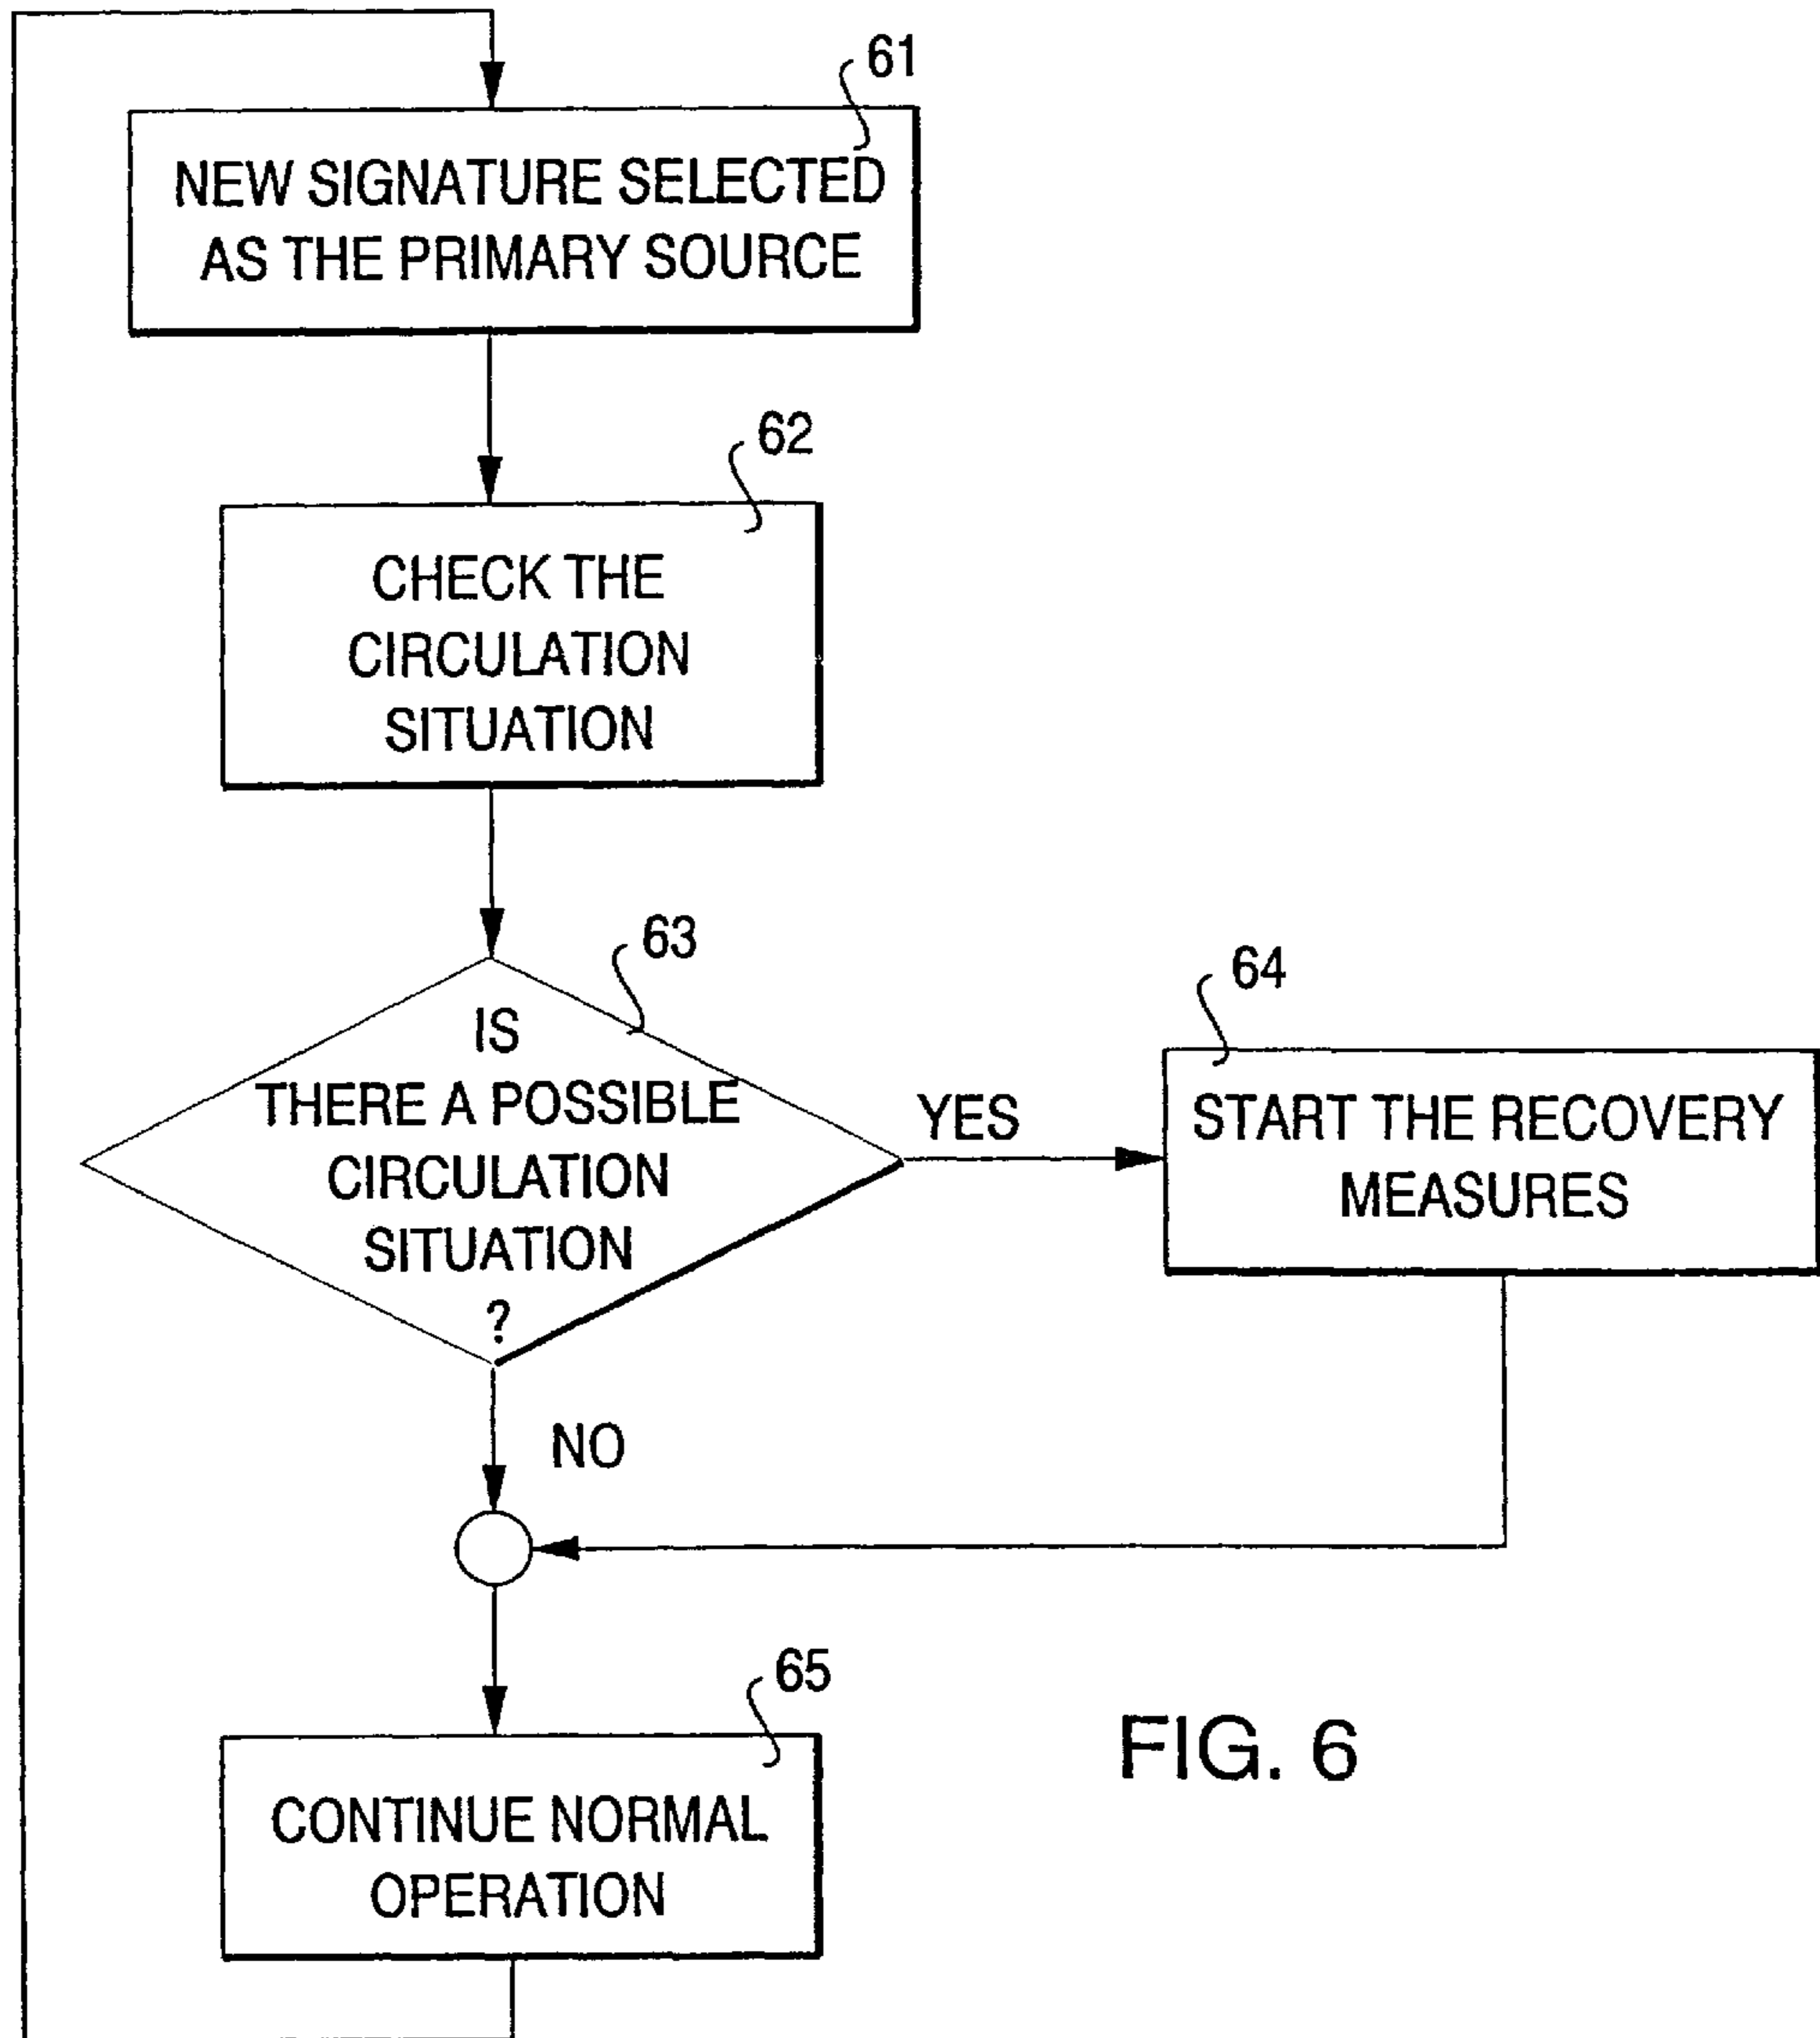 61
NEW SIGNATURE SELECTED
AS THE PRIMARY SOURCE
62
CHECK THE
CIRCULATION
SITUATION
63
IS
THERE A POSSIBLE
CIRCULATION
SITUATION
?
YES
64
START THE RECOVERY
MEASURES
NO
65
CONTINUE NORMAL
OPERATION
FIG. 6